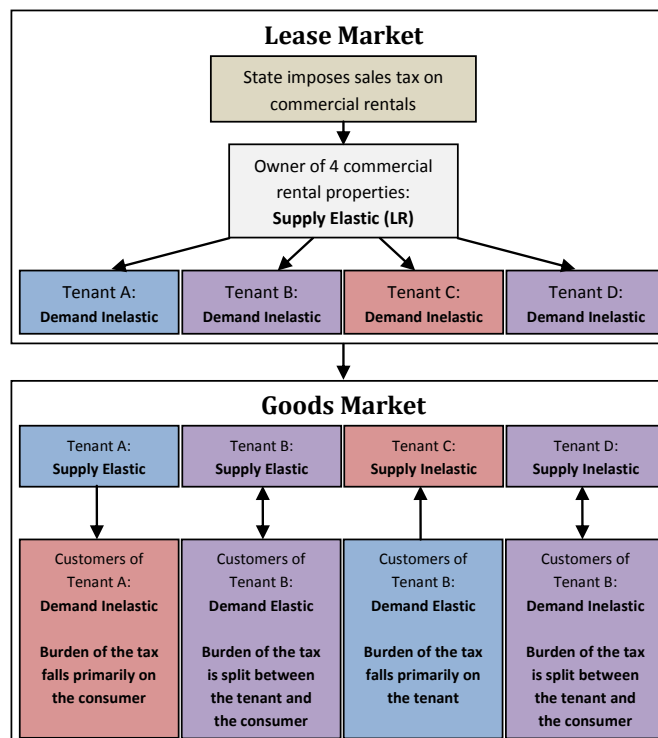 Lease Market
State imposes sales tax on
commercial rentals
Owner of 4 commercial
rental properties:
Supply Elastic (LR)
Tenant A:
Demand Inelastic
Tenant B:
Demand Inelastic
Tenant C:
Demand Inelastic
Tenant D:
Demand Inelastic
Goods Market
Tenant A:
Supply Elastic
Tenant B:
Supply Elastic
Tenant C:
Supply Inelastic
Tenant D:
Supply Inelastic
Customers of
Tenant A:
Demand Inelastic
Burden of the tax
falls primarily on
the consumer
Customers of
Tenant B:
Demand Elastic
Burden of the tax
is split between
the tenant and
the consumer
Customers of
Tenant B:
Demand Elastic
Burden of the tax
falls primarily on
the tenant
Customers of
Tenant B:
Demand Inelastic
Burden of the tax
is split between
the tenant and
the consumer